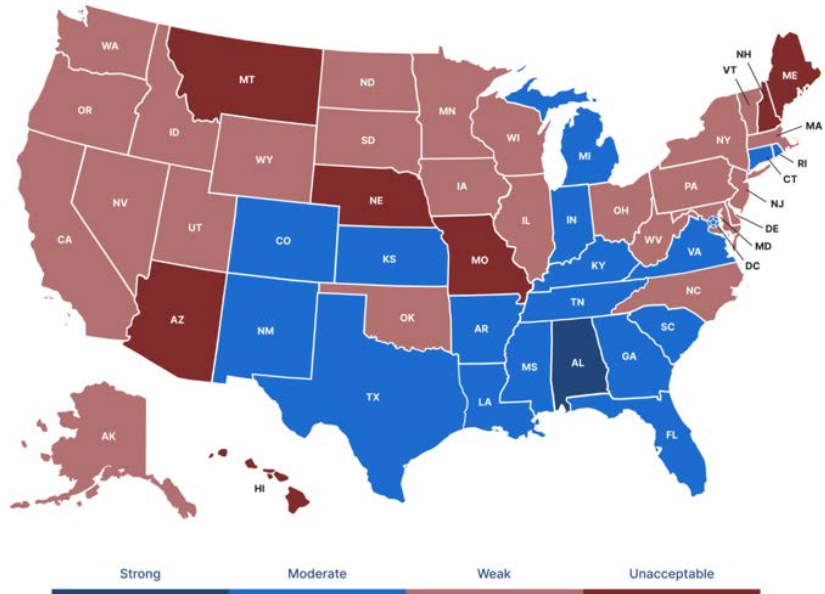 WA
MT
ND
MN
OR
ID
SD
WI
WY
MI
NH
VT
ME
NY
MA
RI
CT
NV
UT
NE
IA
PA
NJ
CA
CO
KS
MO
IL
IN
OH
WV
VA
DE
MD
DC
KY
AZ
NM
OK
AR
TN
NC
SC
TX
LA
MS
AL
GA
FL
AK
HI
Strong Moderate Weak Unacceptable